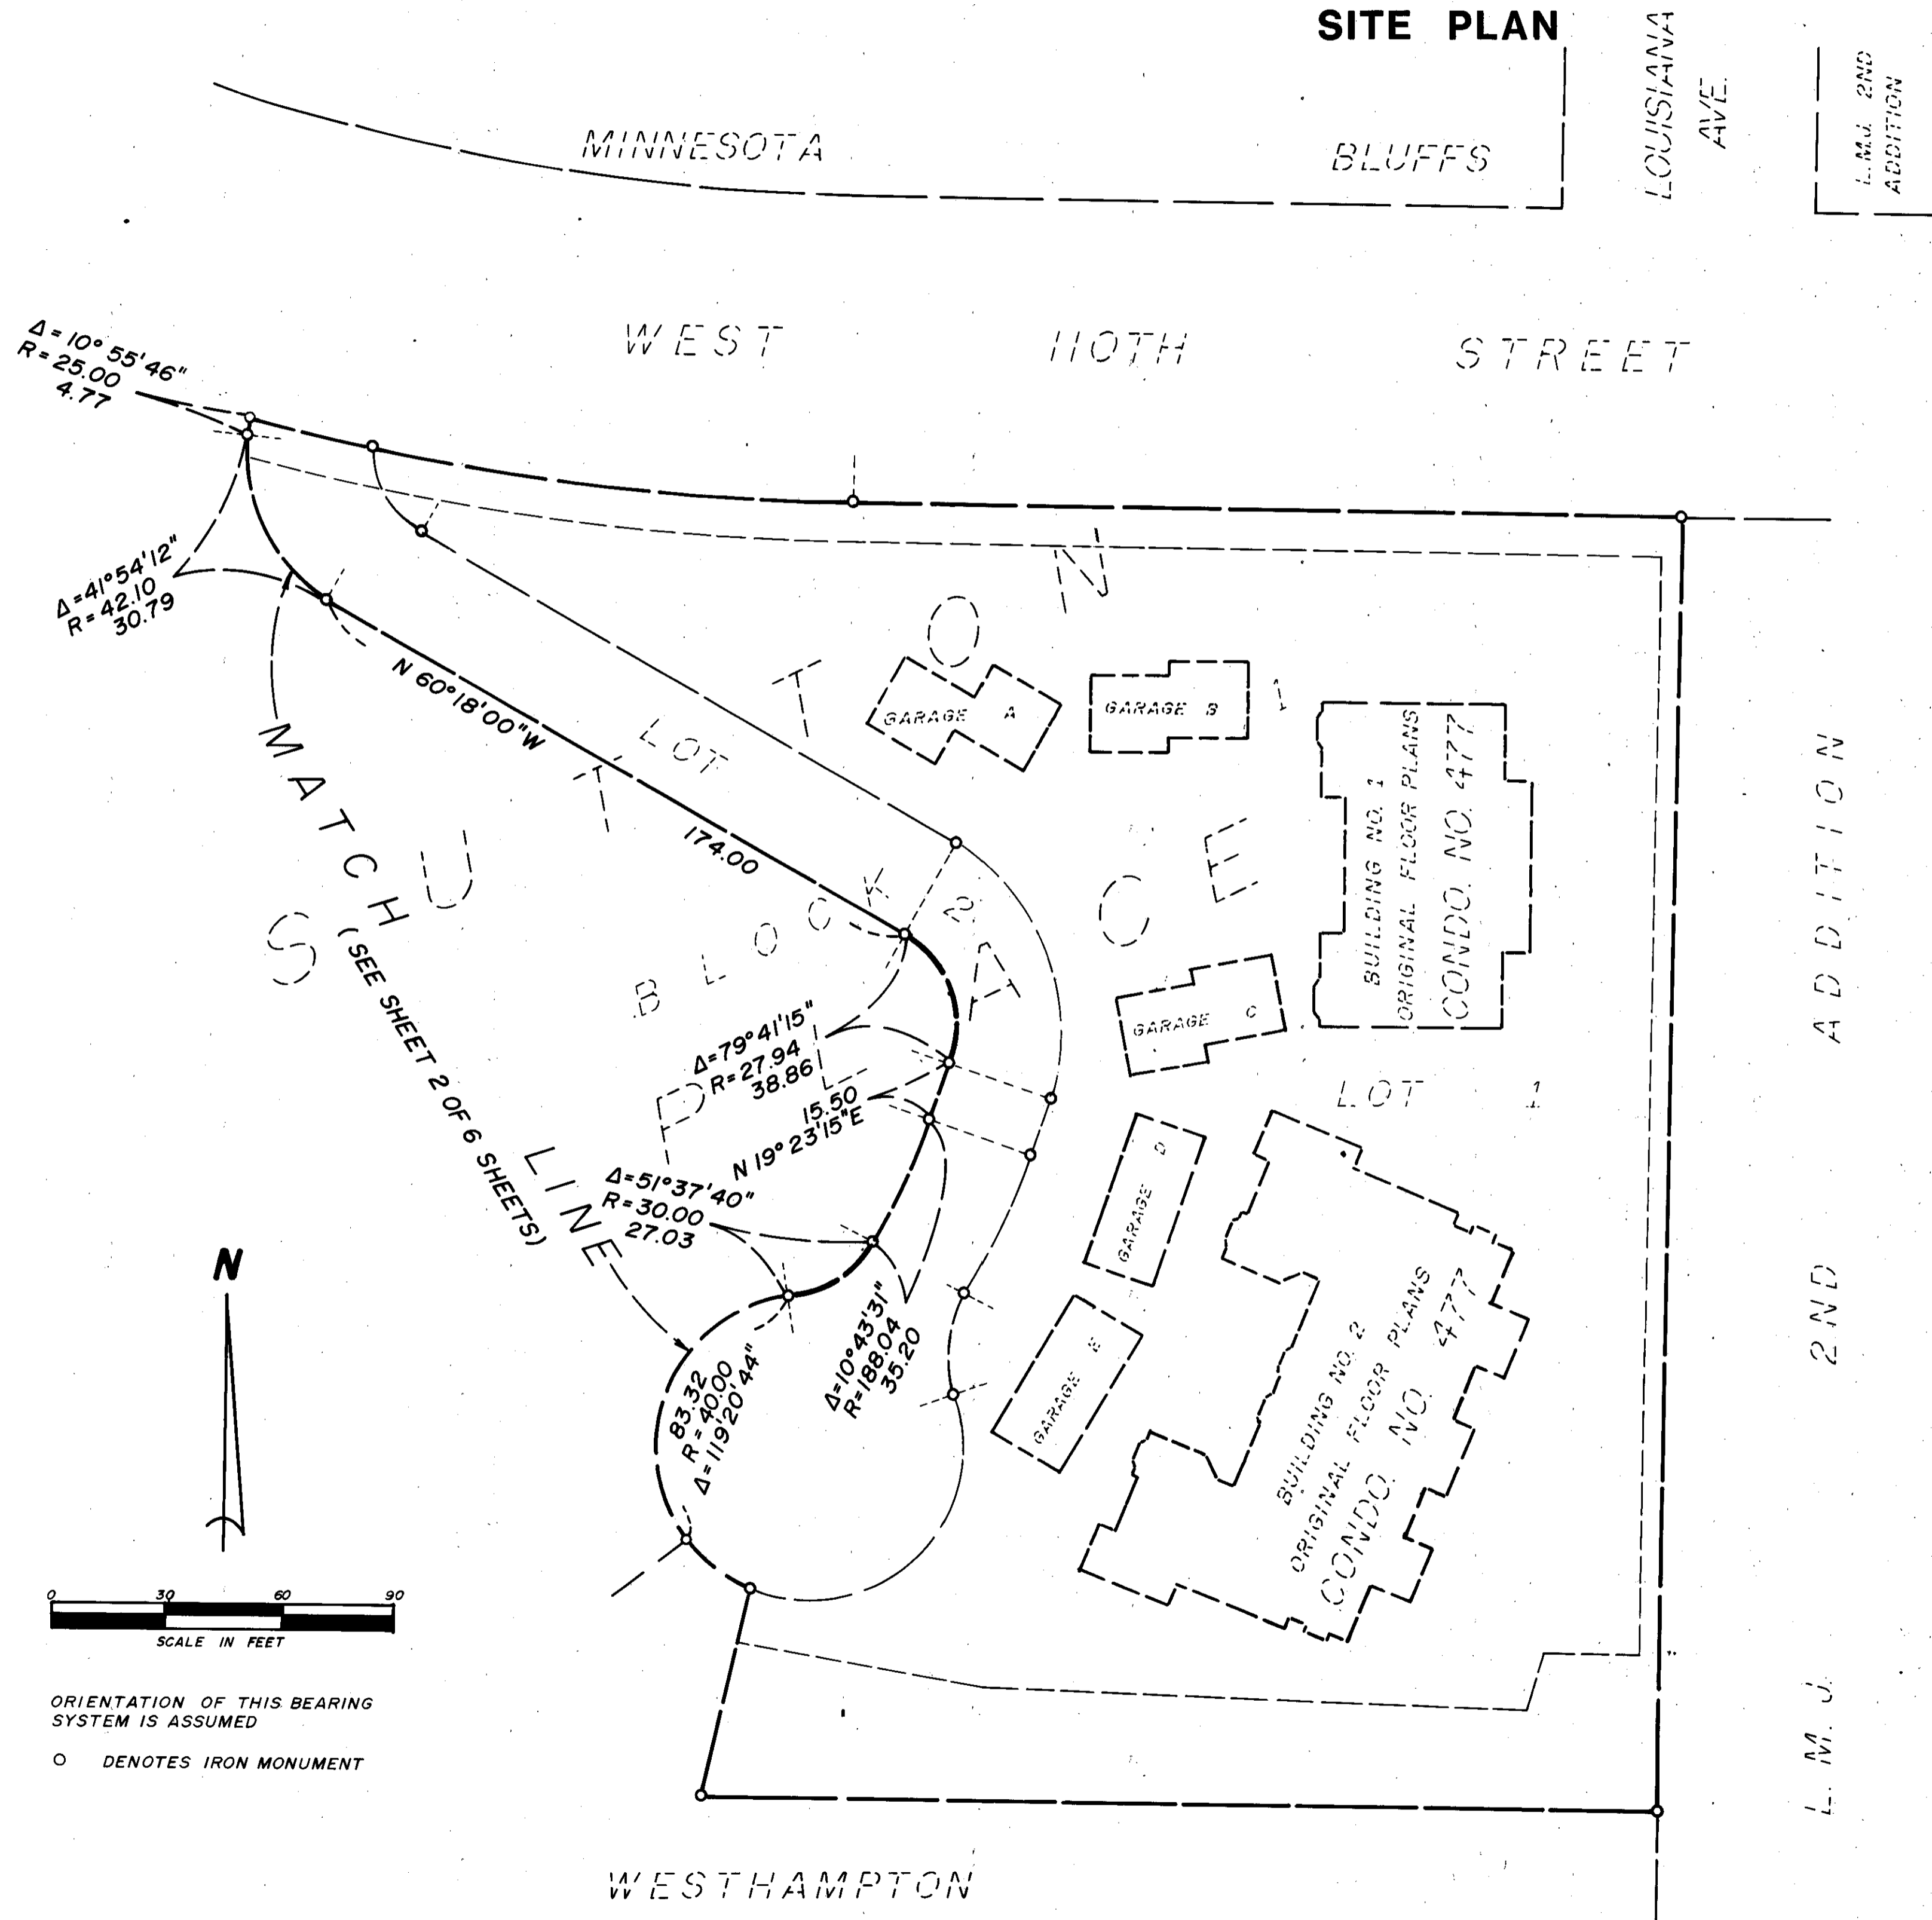 SITE PLAN
LOUISIANA
AVE.
L.M.J. 2ND
ADDITION
MINNESOTA BLUFFS
WEST 110TH STREET
Δ=10°55'46"
R=25.00
4.77
Δ=41°54'12"
R=42.10
30.79
N 60°18'00"W
174.00
MATCH LINE
(SEE SHEET 2 OF 6 SHEETS)
SUTTON
PLACE
LOT 1
BLOCK 2
GARAGE A
GARAGE B
BUILDING NO. 1
ORIGINAL FLOOR PLANS
CONDO. NO. 477
GARAGE C
LOT 1
Δ=79°41'15"
R=27.94
38.86
15.50
N 19°23'15"E
Δ=51°37'40"
R=30.00
27.03
Δ=10°43'31"
R=188.04
35.20
83.32
R=40.00
Δ=119°20'44"
GARAGE D
GARAGE E
BUILDING NO. 2
ORIGINAL FLOOR PLANS
CONDO. NO. 477
L. M. J. 2ND ADDITION
N
0 30 60 90
SCALE IN FEET
ORIENTATION OF THIS BEARING
SYSTEM IS ASSUMED
O DENOTES IRON MONUMENT
WESTHAMPTON